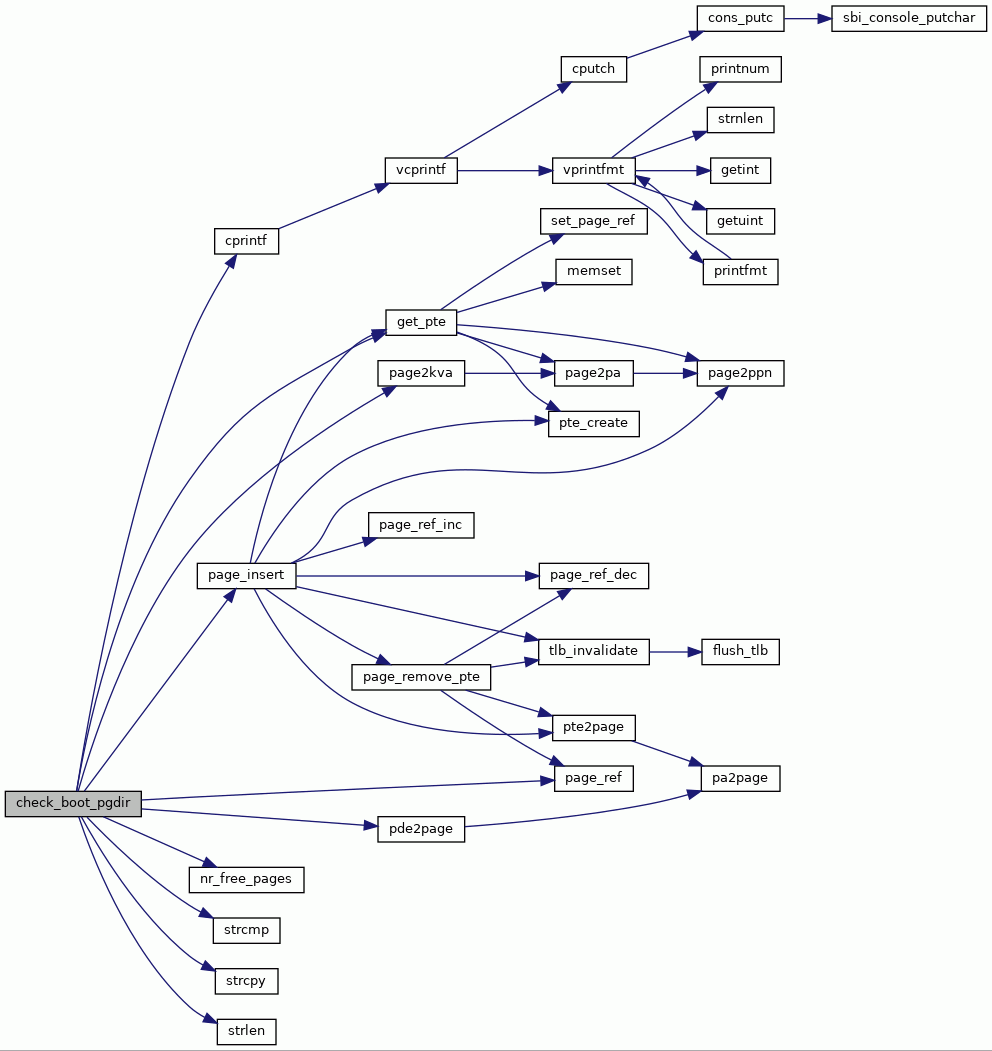 cons_putc
sbi_console_putchar
cputch
printnum
strnlen
vcprintf
vprintfmt
getint
set_page_ref
getuint
cprintf
memset
printfmt
get_pte
page2kva
page2pa
page2ppn
pte_create
page_ref_inc
page_insert
page_ref_dec
tlb_invalidate
flush_tlb
page_remove_pte
pte2page
page_ref
pa2page
check_boot_pgdir
pde2page
nr_free_pages
strcmp
strcpy
strlen